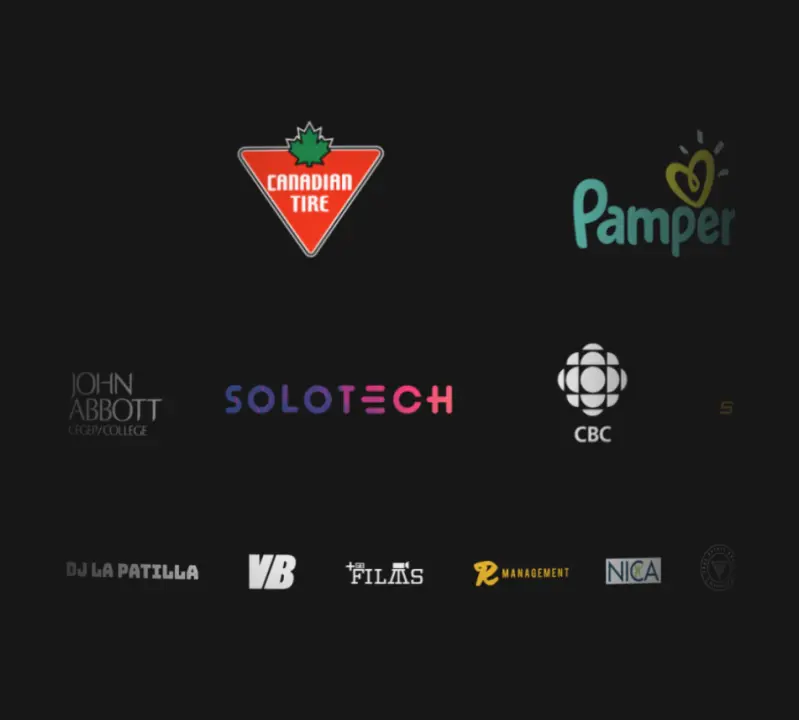 CANADIAN
TIRE
Pamper
JOHN
ABBOTT
CEGEP/COLLEGE
SOLOTECH
CBC
S
DJ LA PATILLA
VB
FILMS
R MANAGEMENT
NICA